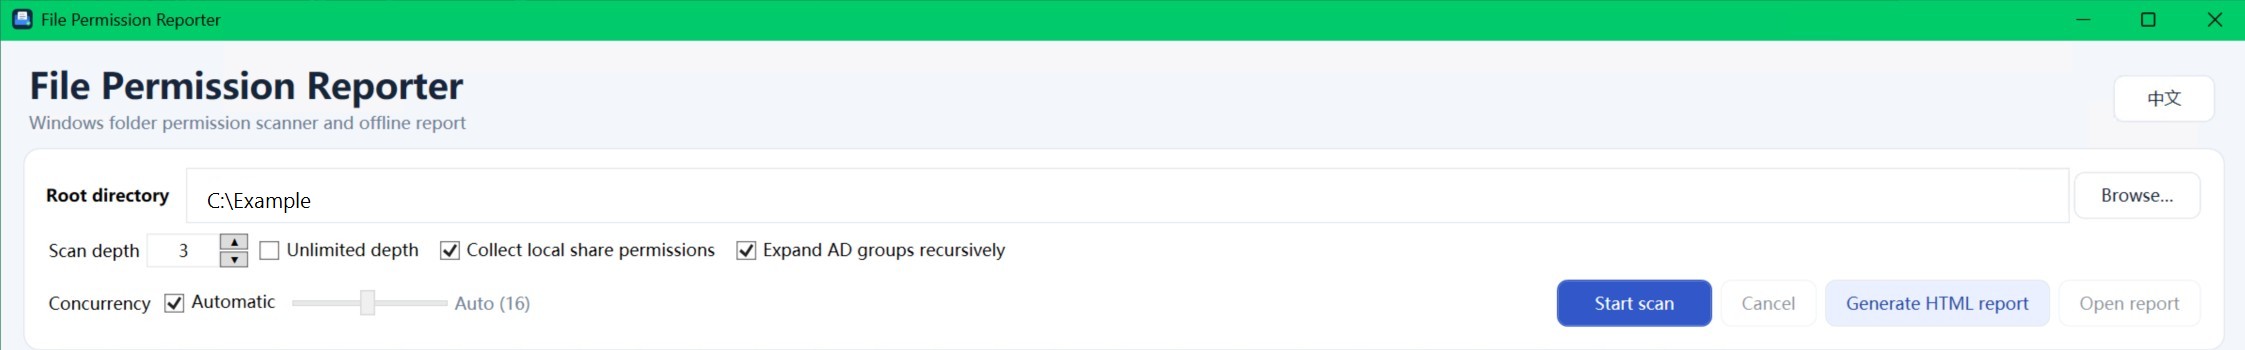 File Permission Reporter
File Permission Reporter
中文
Windows folder permission scanner and offline report
Root directory C:\Example Browse...
Scan depth 3 Unlimited depth Collect local share permissions Expand AD groups recursively
Concurrency Automatic Auto (16) Start scan Cancel Generate HTML report Open report